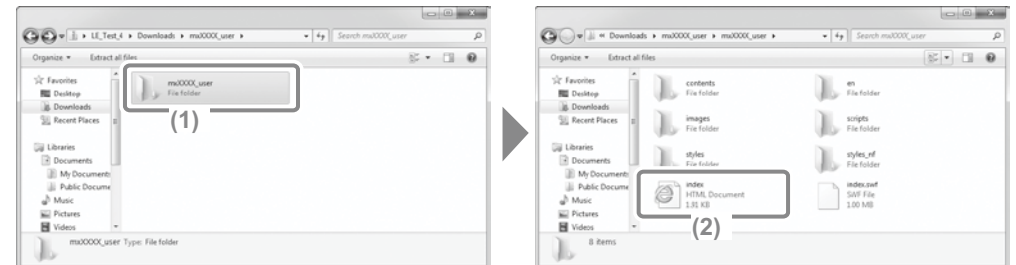 LE_Test_4 ▸ Downloads ▸ mxXXXX_user ▸
Search mxXXXX_user
Organize
Extract all files
Favorites
Desktop
Downloads
Recent Places
Libraries
Documents
My Documents
Public Docume
Music
Pictures
Videos
mxXXXX_user
File folder
(1)
mxXXXX_user Type: File folder
« Downloads ▸ mxXXXX_user ▸ mxXXXX_user ▸
Search mxXXXX_user
Organize
Extract all files
Favorites
Desktop
Downloads
Recent Places
Libraries
Documents
My Documents
Public Docume
Music
Pictures
Videos
contents
File folder
en
File folder
images
File folder
scripts
File folder
styles
File folder
styles_nf
File folder
index
HTML Document
1.31 KB
index.swf
SWF File
1.00 MB
(2)
8 items